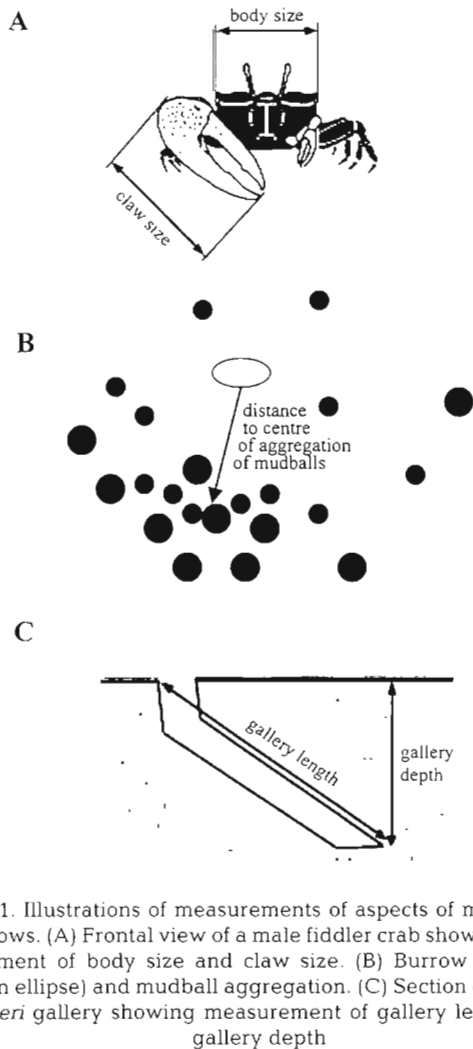 A
body size
claw size
B
distance
to centre
of aggregation
of mudballs
C
gallery length
gallery
depth
1. Illustrations of measurements of aspects of m
ows. (A) Frontal view of a male fiddler crab show
ment of body size and claw size. (B) Burrow
n ellipse) and mudball aggregation. (C) Section
eri gallery showing measurement of gallery le
gallery depth